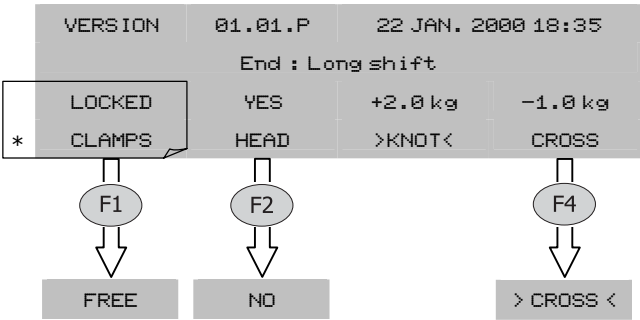 VERSION 01.01.P 22 JAN. 2000 18:35
End : Long shift
LOCKED YES +2.0 kg -1.0 kg
* CLAMPS HEAD >KNOT< CROSS
F1 F2 F4
FREE NO > CROSS <